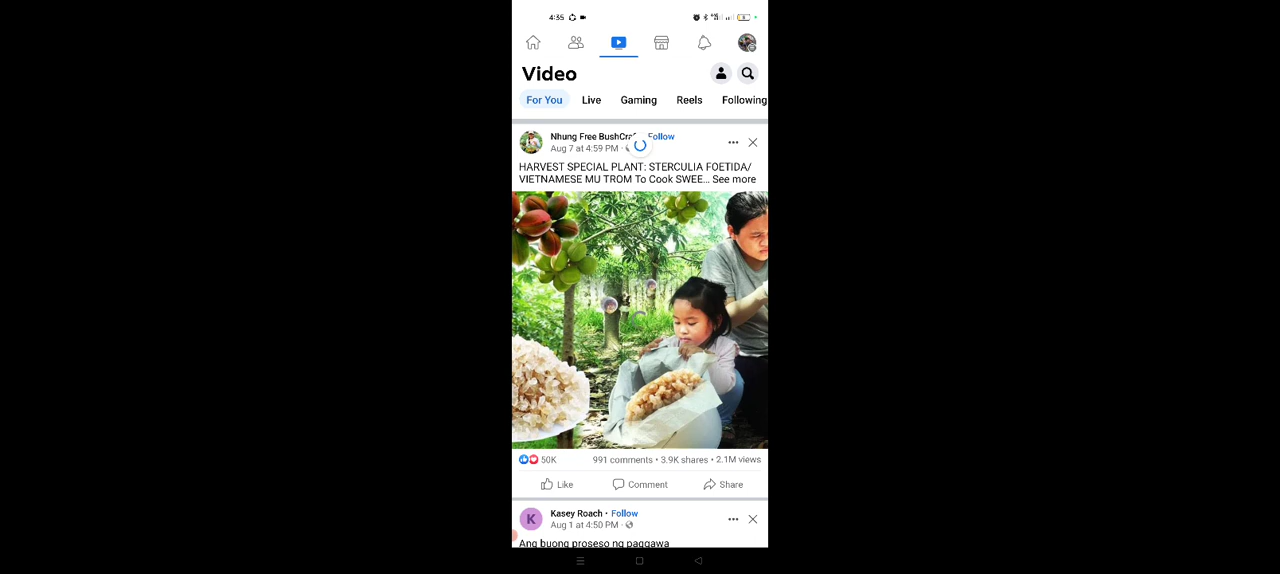 4:35
Video
For You Live Gaming Reels Following
Nhung Free BushCraf Follow
Aug 7 at 4:59 PM ·
HARVEST SPECIAL PLANT: STERCULIA FOETIDA/
VIETNAMESE MU TROM To Cook SWEE... See more
50K 991 comments • 3.9K shares • 2.1M views
Like Comment Share
K
Kasey Roach • Follow
Aug 1 at 4:50 PM ·
Ang buong proseso ng paggawa